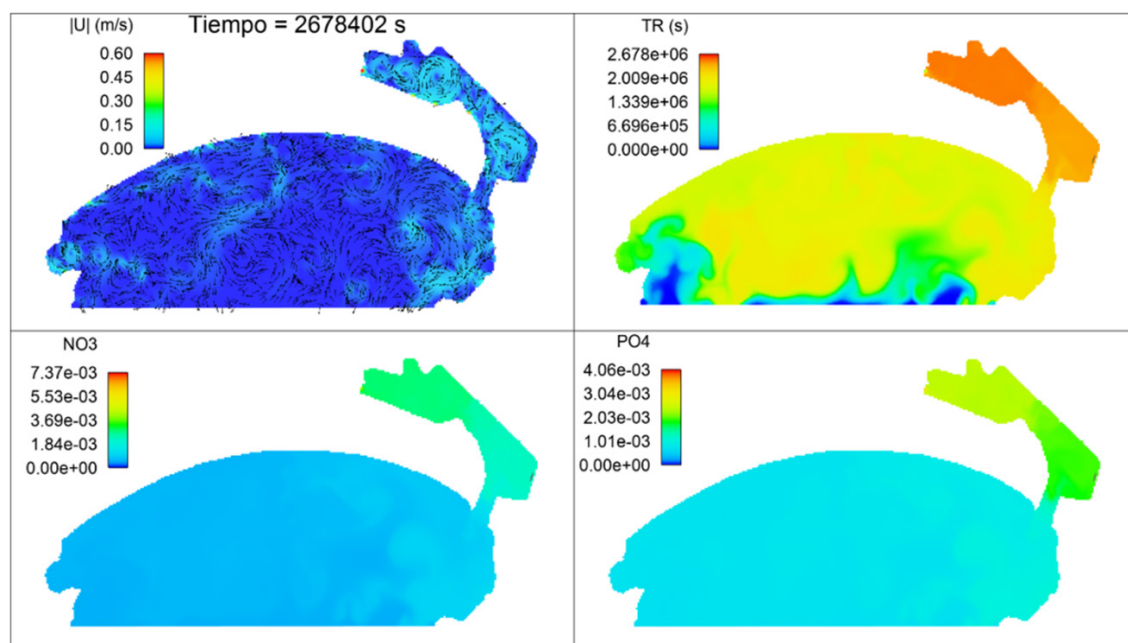 |U| (m/s)
Tiempo = 2678402 s
0.60
0.45
0.30
0.15
0.00
TR (s)
2.678e+06
2.009e+06
1.339e+06
6.696e+05
0.000e+00
NO3
7.37e-03
5.53e-03
3.69e-03
1.84e-03
0.00e+00
PO4
4.06e-03
3.04e-03
2.03e-03
1.01e-03
0.00e+00